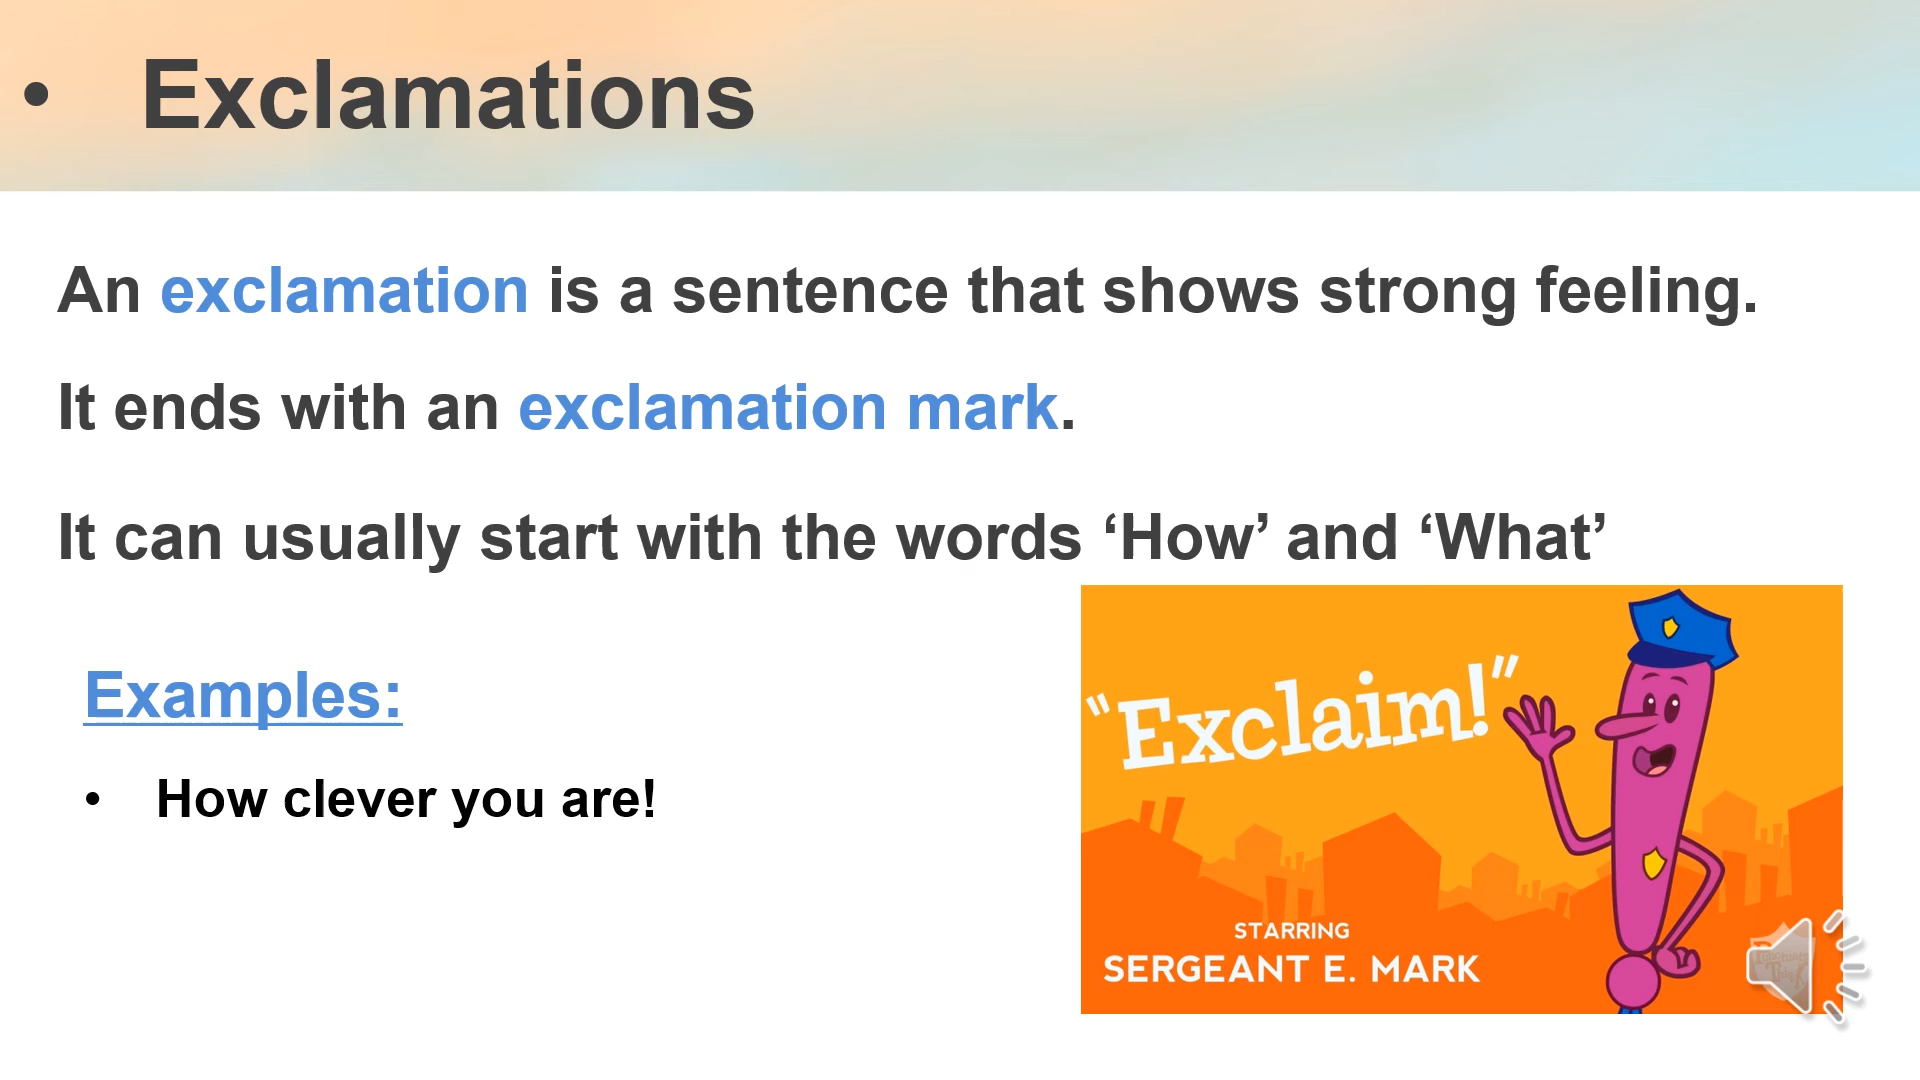 • Exclamations
An exclamation is a sentence that shows strong feeling.
It ends with an exclamation mark.
It can usually start with the words ‘How’ and ‘What’
Examples:
• How clever you are!
"Exclaim!"
STARRING
SERGEANT E. MARK